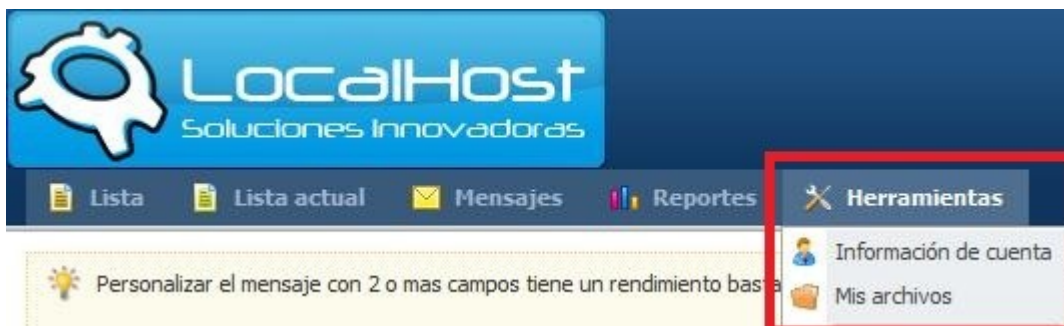 LocalHost
Soluciones Innovadoras
Lista Lista actual Mensajes Reportes Herramientas
Información de cuenta
Personalizar el mensaje con 2 o mas campos tiene un rendimiento
Mis archivos